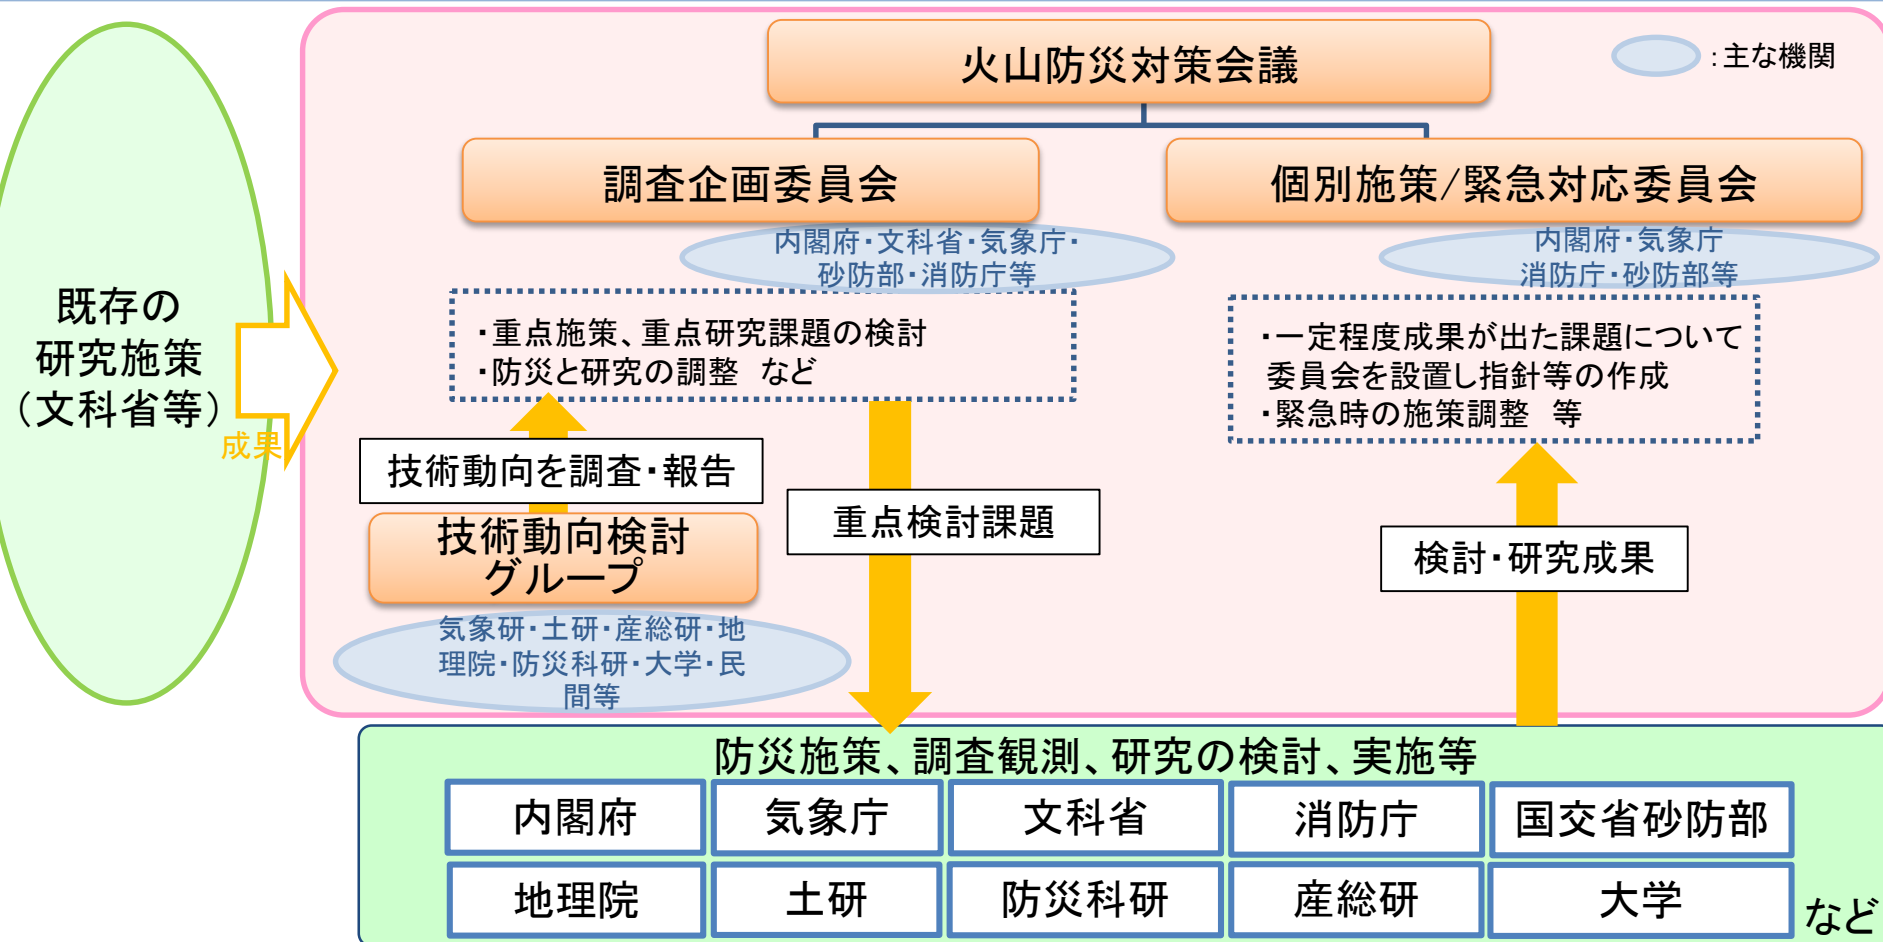 火山防災対策会議
：主な機関
調査企画委員会
個別施策/緊急対応委員会
内閣府・文科省・気象庁・
砂防部・消防庁等
内閣府・気象庁
消防庁・砂防部等
既存の
研究施策
（文科省等）
成果
・重点施策、重点研究課題の検討
・防災と研究の調整　など
・一定程度成果が出た課題について
委員会を設置し指針等の作成
・緊急時の施策調整　等
技術動向を調査・報告
重点検討課題
検討・研究成果
技術動向検討
グループ
気象研・土研・産総研・地
理院・防災科研・大学・民
間等
防災施策、調査観測、研究の検討、実施等
内閣府
気象庁
文科省
消防庁
国交省砂防部
地理院
土研
防災科研
産総研
大学
など